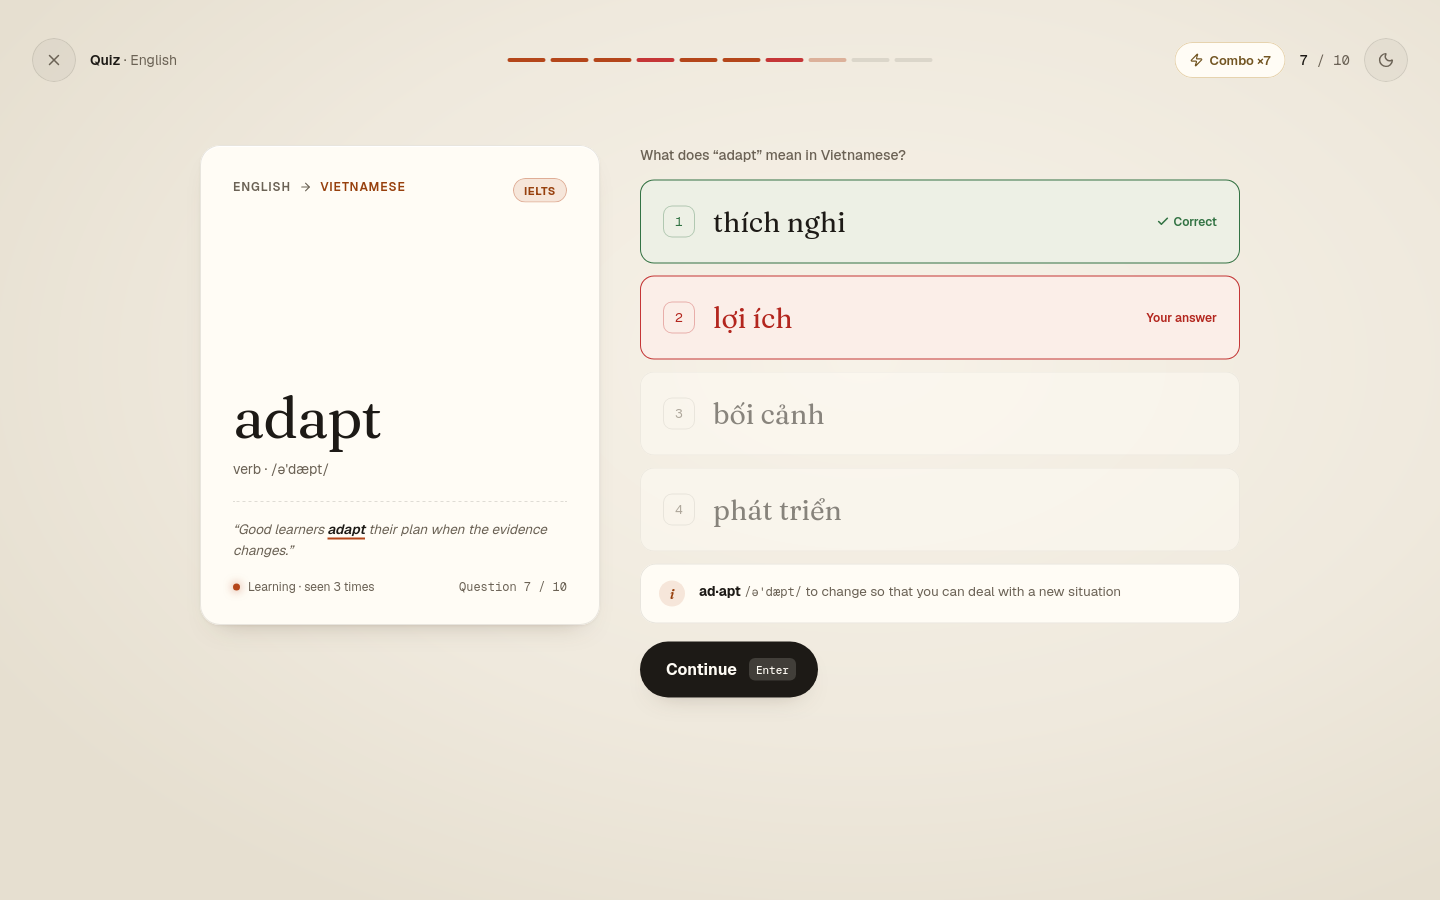 Quiz · English
Combo ×7
7 / 10
ENGLISH → VIETNAMESE
IELTS
adapt
verb · /ə'dæpt/
“Good learners adapt their plan when the evidence
changes.”
Learning · seen 3 times
Question 7 / 10
What does “adapt” mean in Vietnamese?
1 thích nghi ✓ Correct
2 lợi ích Your answer
3 bối cảnh
4 phát triển
i ad·apt /ə'dæpt/ to change so that you can deal with a new situation
Continue Enter